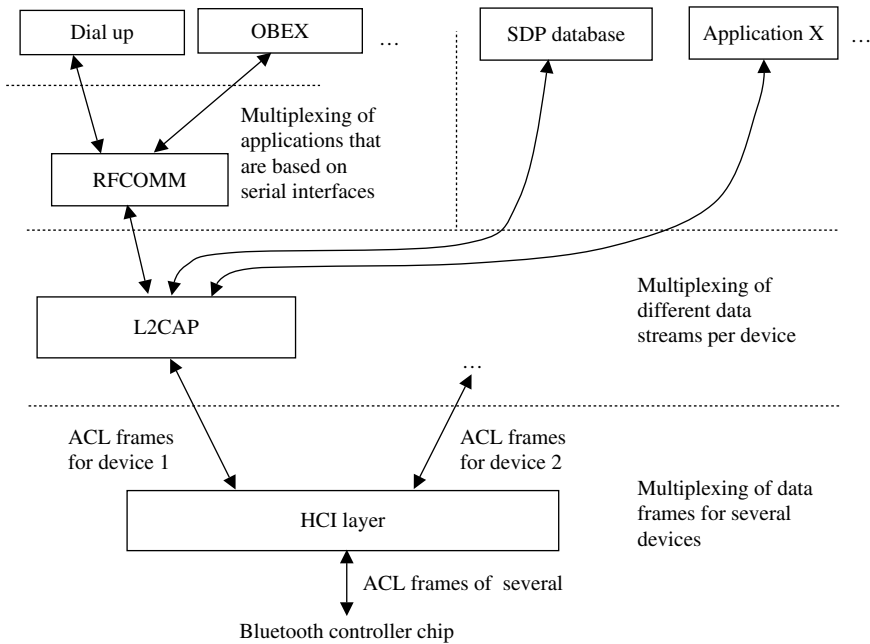 Dial up
OBEX
…
SDP database
Application X
…
Multiplexing of
applications that
are based on
serial interfaces
RFCOMM
L2CAP
Multiplexing of
different data
streams per device
…
ACL frames
for device 1
ACL frames
for device 2
HCI layer
Multiplexing of data
frames for several
devices
ACL frames of several
Bluetooth controller chip